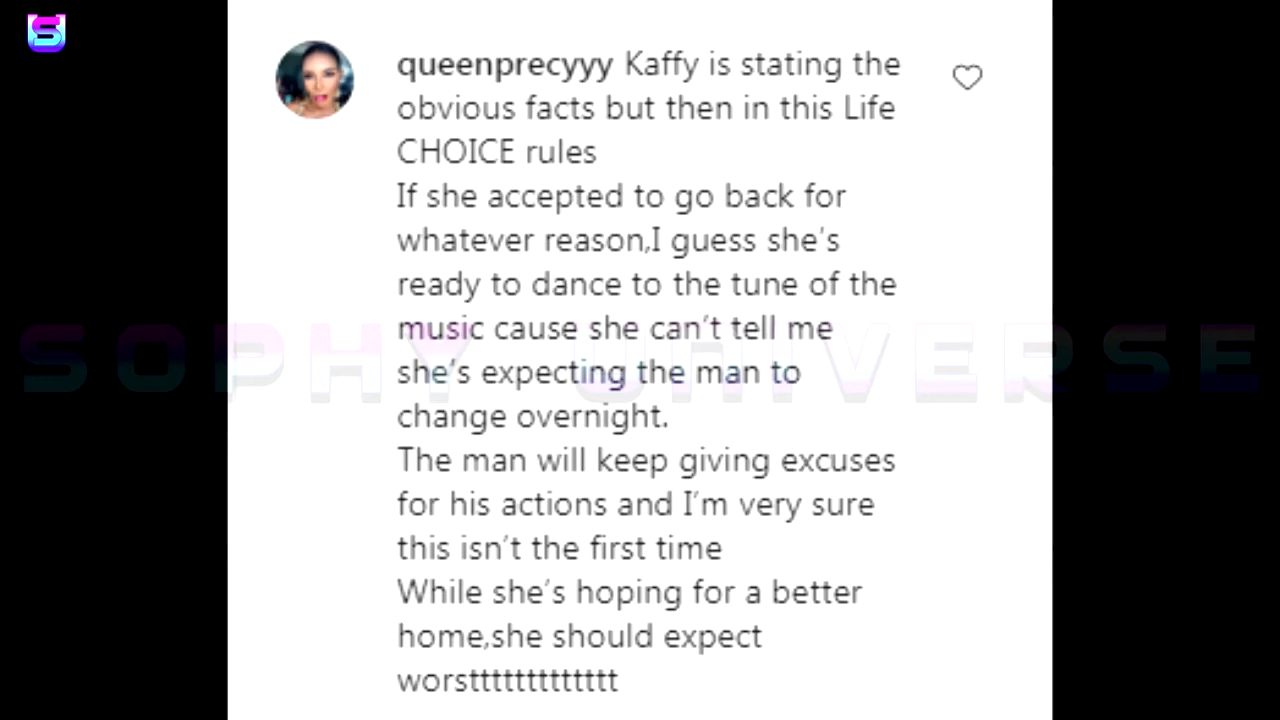 S
queenprecyyy Kaffy is stating the
obvious facts but then in this Life
CHOICE rules
If she accepted to go back for
whatever reason,I guess she's
ready to dance to the tune of the
music cause she can't tell me
SOPHY UNIVERSE
she's expecting the man to
change overnight.
The man will keep giving excuses
for his actions and I'm very sure
this isn't the first time
While she's hoping for a better
home,she should expect
worstttttttttttttt